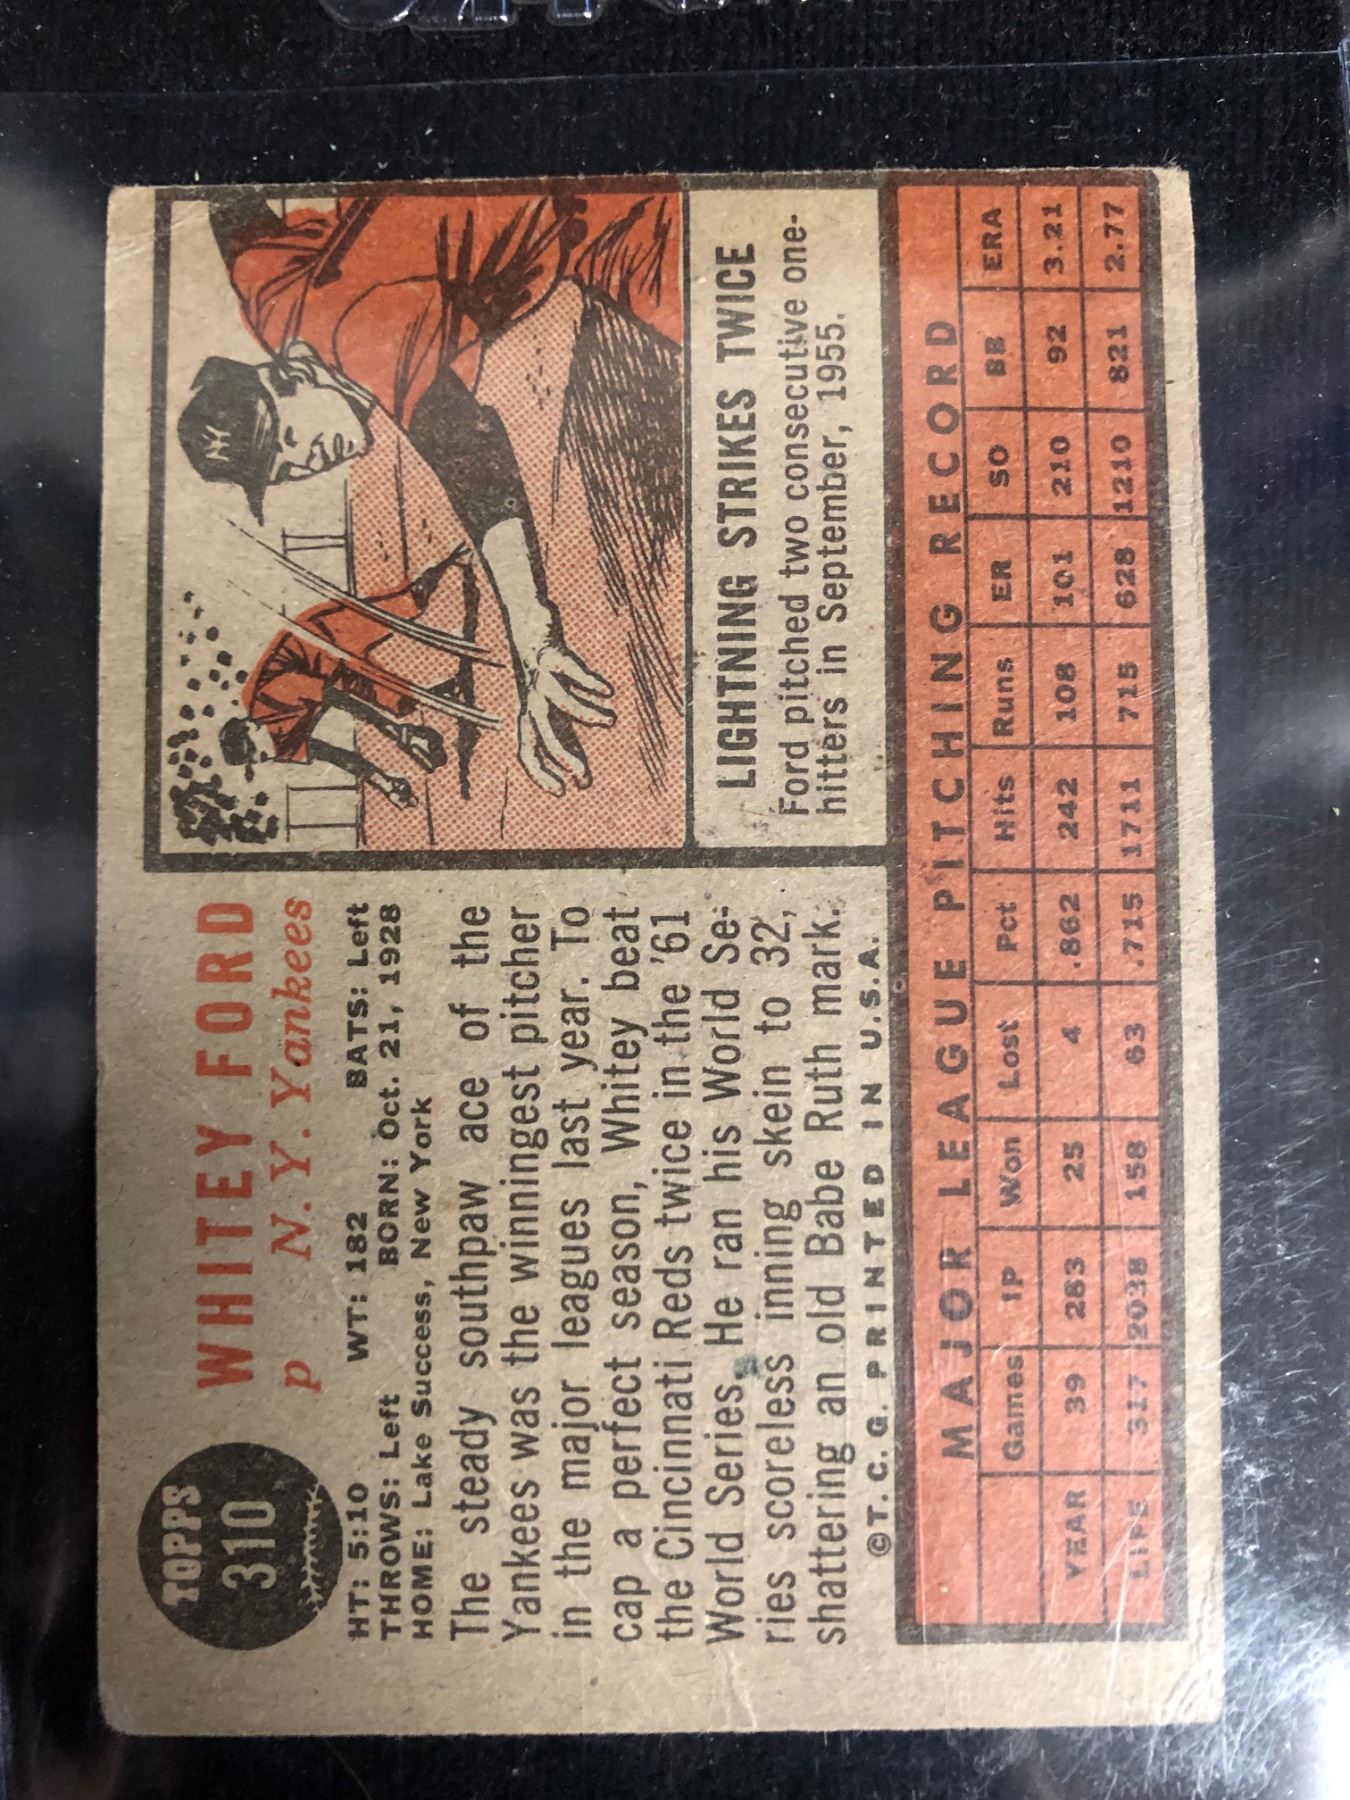 TOPPS
310
WHITEY FORD
P N.Y. Yankees
HT: 5:10 WT: 182 BATS: Left
THROWS: Left BORN: Oct. 21, 1928
HOME: Lake Success, New York
The steady southpaw ace of the
Yankees was the winningest pitcher
in the major leagues last year. To
cap a perfect season, Whitey beat
the Cincinnati Reds twice in the '61
World Series. He ran his World Se-
ries scoreless inning skein to 32,
shattering an old Babe Ruth mark.
©T.C.G. PRINTED IN U.S.A.
NY
LIGHTNING STRIKES TWICE
Ford pitched two consecutive one-
hitters in September, 1955.
MAJOR LEAGUE PITCHING RECORD
Games IP Won Lost Pct Hits Runs ER SO BB ERA
YEAR 39 283 25 4 .862 242 108 101 210 92 3.21
LIFE 317 2038 158 63 .715 1711 715 628 1210 821 2.77